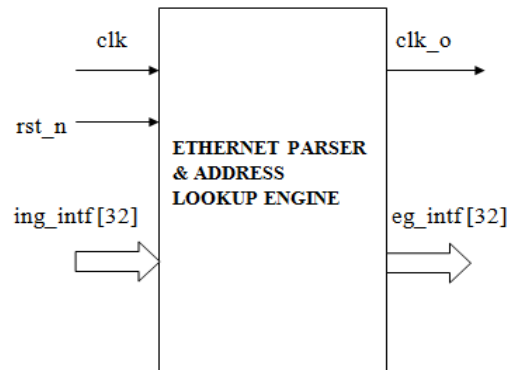 clk
clk_o
rst_n
ETHERNET PARSER
& ADDRESS
LOOKUP ENGINE
ing_intf[32]
eg_intf[32]